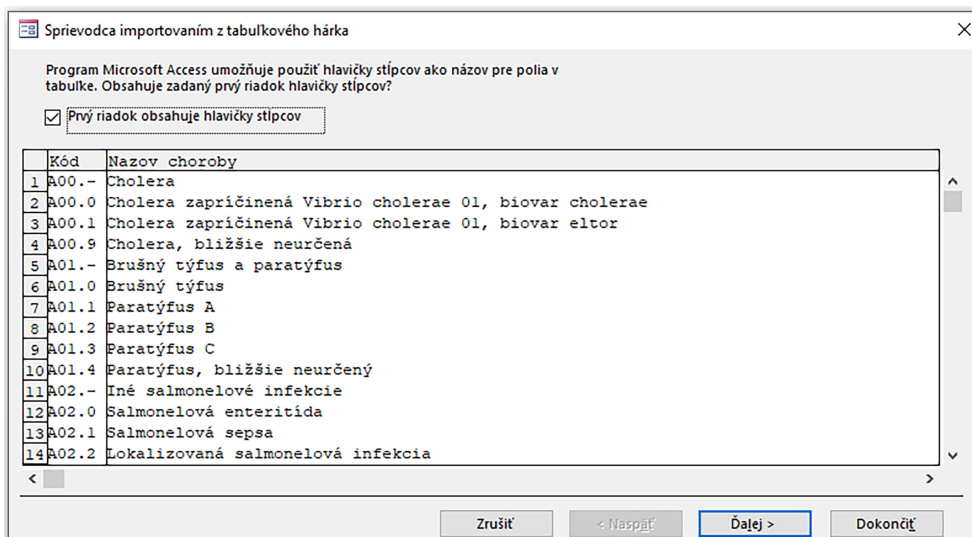 Sprievodca importovaním z tabuľkového hárka
Program Microsoft Access umožňuje použiť hlavičky stĺpcov ako názov pre polia v
tabuľke. Obsahuje zadaný prvý riadok hlavičky stĺpcov?
Prvý riadok obsahuje hlavičky stĺpcov
Kód Nazov choroby
1 A00.- Cholera
2 A00.0 Cholera zapríčinená Vibrio cholerae 01, biovar cholerae
3 A00.1 Cholera zapríčinená Vibrio cholerae 01, biovar eltor
4 A00.9 Cholera, bližšie neurčená
5 A01.- Brušný týfus a paratýfus
6 A01.0 Brušný týfus
7 A01.1 Paratýfus A
8 A01.2 Paratýfus B
9 A01.3 Paratýfus C
10 A01.4 Paratýfus, bližšie neurčený
11 A02.- Iné salmonelové infekcie
12 A02.0 Salmonelová enteritída
13 A02.1 Salmonelová sepsa
14 A02.2 Lokalizovaná salmonelová infekcia
Zrušiť < Naspäť Ďalej > Dokončiť